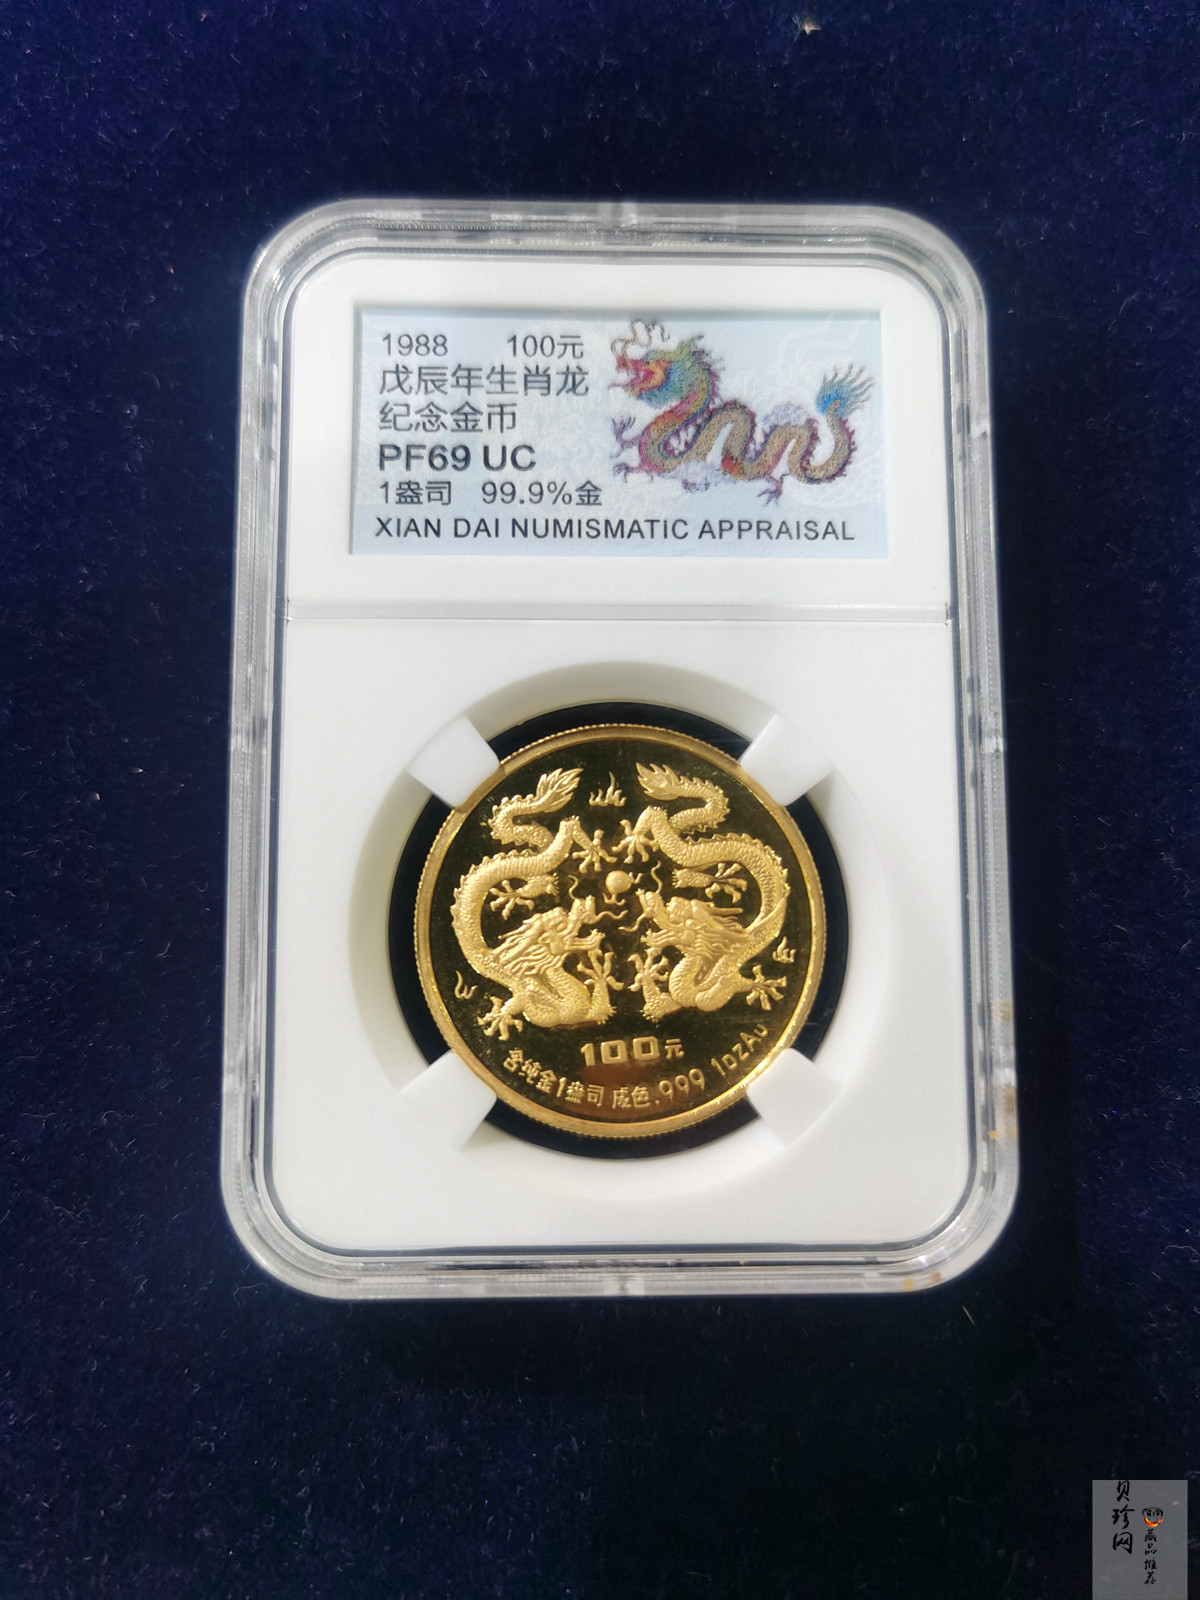 1988 100元
戊辰年生肖龙
纪念金币
PF69 UC
1盎司 99.9%金
XIAN DAI NUMISMATIC APPRAISAL
100元
含纯金1盎司 成色.999 1ozAu
贝珍网
藏品推荐